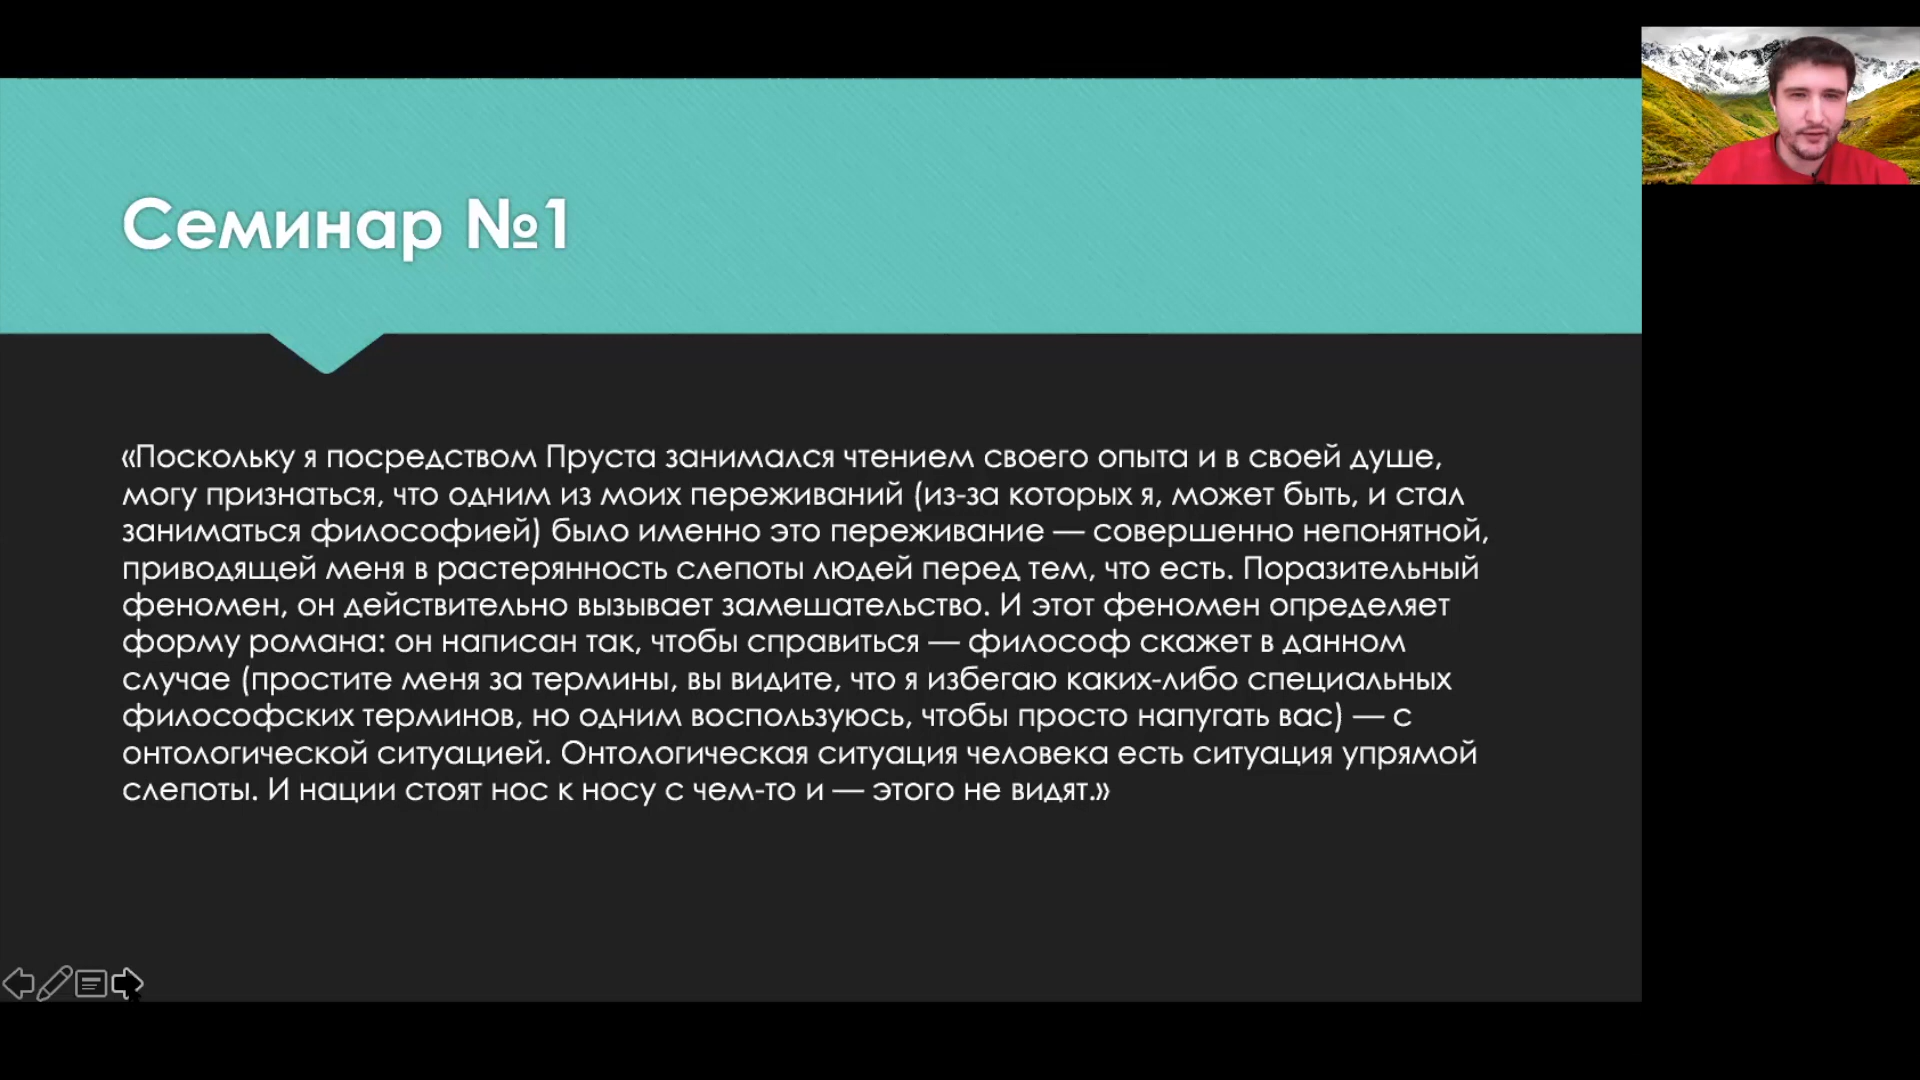 Семинар №1
«Поскольку я посредством Пруста занимался чтением своего опыта и в своей душе,
могу признаться, что одним из моих переживаний (из-за которых я, может быть, и стал
заниматься философией) было именно это переживание — совершенно непонятной,
приводящей меня в растерянность слепоты людей перед тем, что есть. Поразительный
феномен, он действительно вызывает замешательство. И этот феномен определяет
форму романа: он написан так, чтобы справиться — философ скажет в данном
случае (простите меня за термины, вы видите, что я избегаю каких-либо специальных
философских терминов, но одним воспользуюсь, чтобы просто напугать вас) — с
онтологической ситуацией. Онтологическая ситуация человека есть ситуация упрямой
слепоты. И нации стоят нос к носу с чем-то и — этого не видят.»